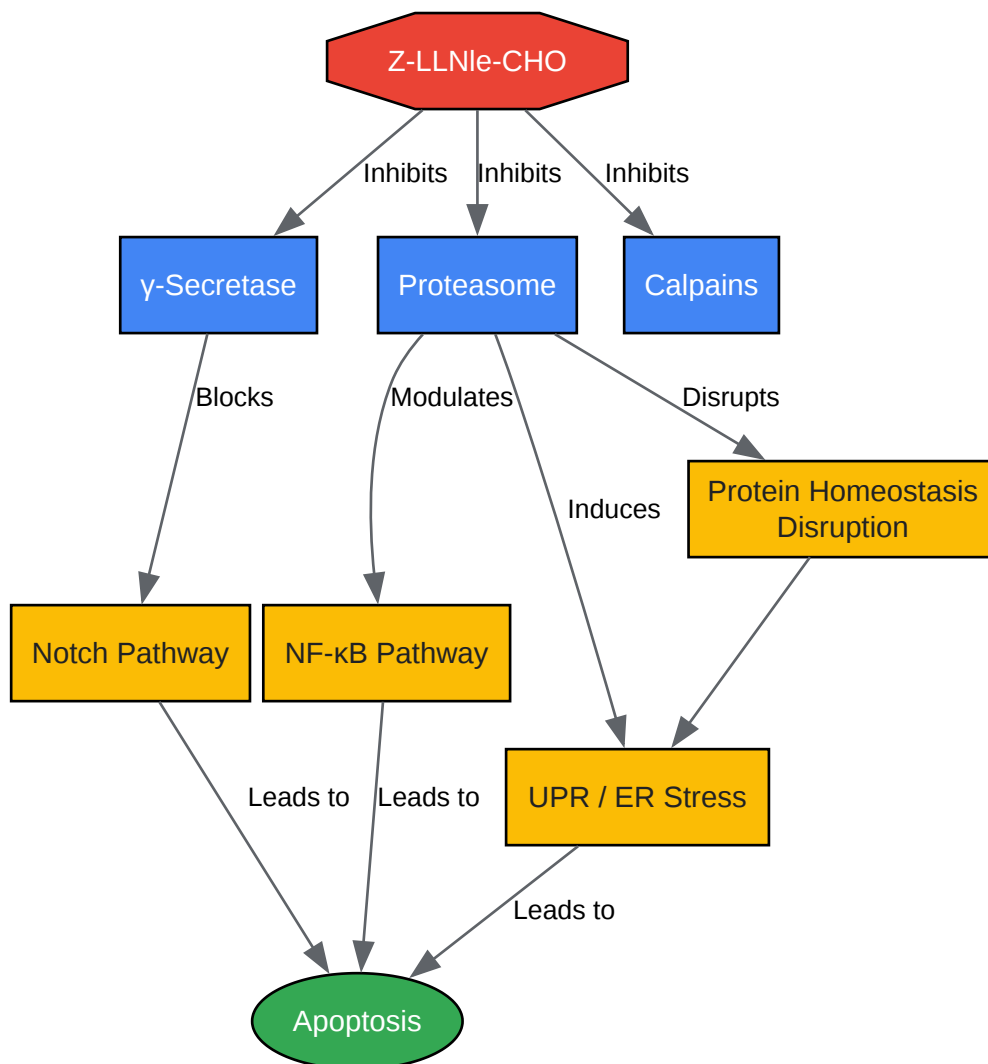 Z-LLNle-CHO
Inhibits
Inhibits
Inhibits
γ-Secretase
Proteasome
Calpains
Blocks
Modulates
Disrupts
Protein Homeostasis
Disruption
Induces
Notch Pathway
NF-κB Pathway
UPR / ER Stress
Leads to
Leads to
Leads to
Apoptosis